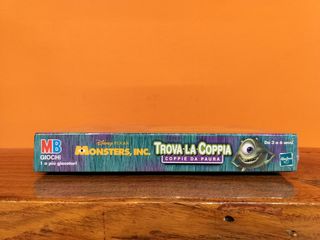 MB
GIOCHI
1 o più giocatori
Disney PIXAR
MONSTERS, INC.
TROVA LA COPPIA
COPPIE DA PAURA
Da 3 a 6 anni
Hasbro